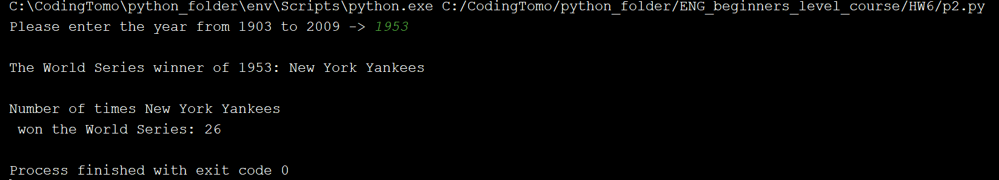 C:\CodingTomo\python_folder\env\Scripts\python.exe C:/CodingTomo/python_folder/ENG_beginners_level_course/HW6/p2.py
Please enter the year from 1903 to 2009 -> 1953
The World Series winner of 1953: New York Yankees
Number of times New York Yankees
 won the World Series: 26
Process finished with exit code 0